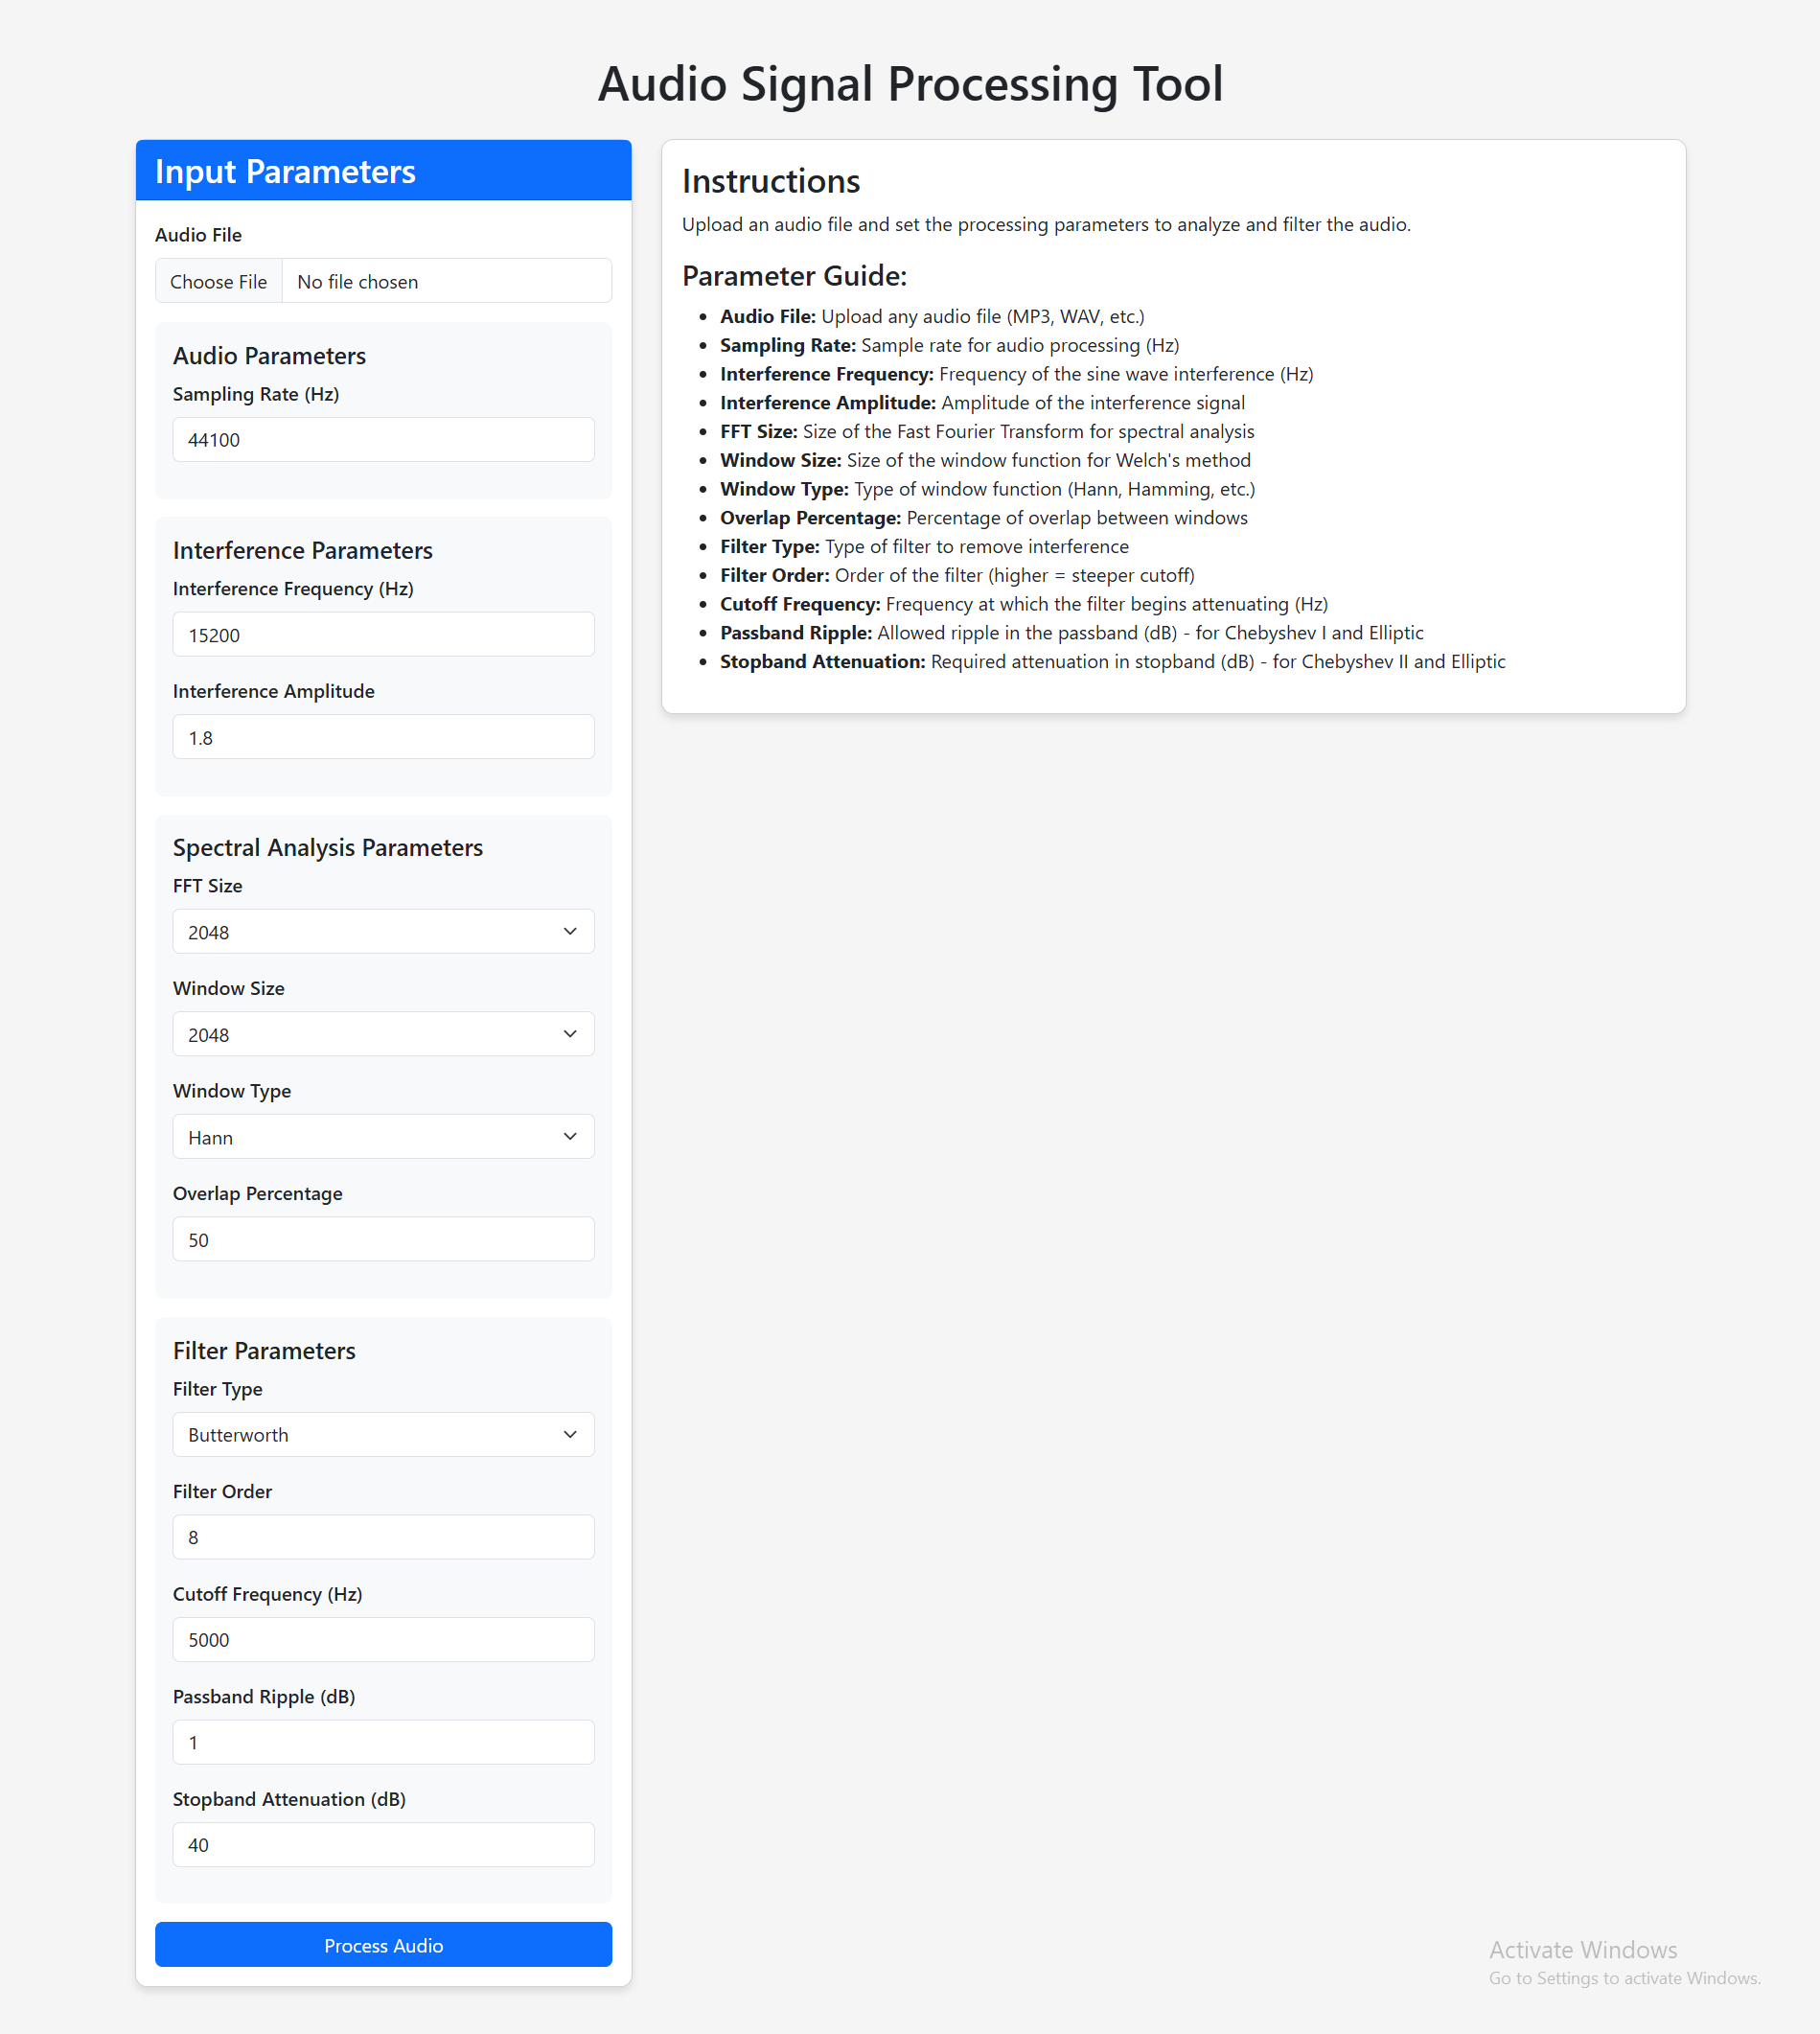 Audio Signal Processing Tool
Input Parameters
Audio File
Choose File No file chosen
Audio Parameters
Sampling Rate (Hz)
44100
Interference Parameters
Interference Frequency (Hz)
15200
Interference Amplitude
1.8
Spectral Analysis Parameters
FFT Size
2048
Window Size
2048
Window Type
Hann
Overlap Percentage
50
Filter Parameters
Filter Type
Butterworth
Filter Order
8
Cutoff Frequency (Hz)
5000
Passband Ripple (dB)
1
Stopband Attenuation (dB)
40
Process Audio
Instructions
Upload an audio file and set the processing parameters to analyze and filter the audio.
Parameter Guide:
• Audio File: Upload any audio file (MP3, WAV, etc.)
• Sampling Rate: Sample rate for audio processing (Hz)
• Interference Frequency: Frequency of the sine wave interference (Hz)
• Interference Amplitude: Amplitude of the interference signal
• FFT Size: Size of the Fast Fourier Transform for spectral analysis
• Window Size: Size of the window function for Welch's method
• Window Type: Type of window function (Hann, Hamming, etc.)
• Overlap Percentage: Percentage of overlap between windows
• Filter Type: Type of filter to remove interference
• Filter Order: Order of the filter (higher = steeper cutoff)
• Cutoff Frequency: Frequency at which the filter begins attenuating (Hz)
• Passband Ripple: Allowed ripple in the passband (dB) - for Chebyshev I and Elliptic
• Stopband Attenuation: Required attenuation in stopband (dB) - for Chebyshev II and Elliptic
Activate Windows
Go to Settings to activate Windows.